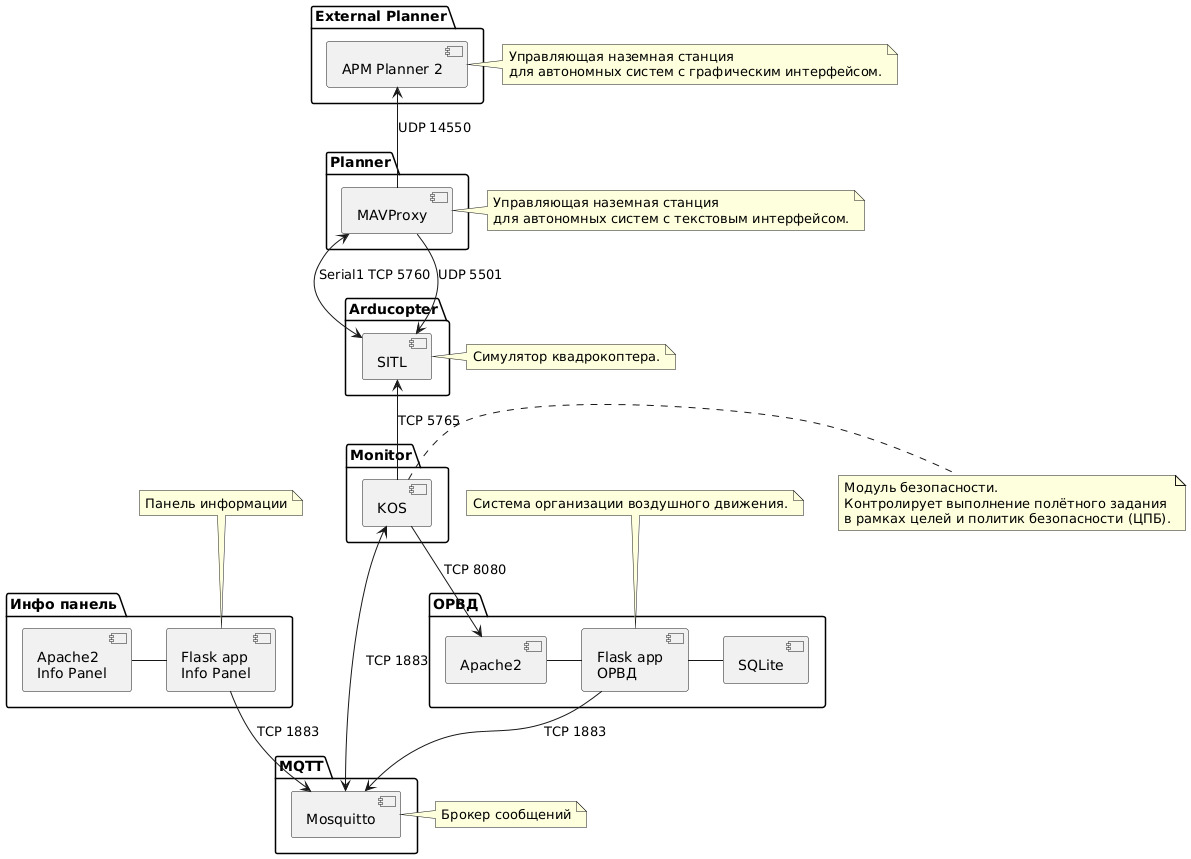 External Planner
APM Planner 2
Управляющая наземная станция
для автономных систем с графическим интерфейсом.
UDP 14550
Planner
MAVProxy
Управляющая наземная станция
для автономных систем с текстовым интерфейсом.
Serial1 TCP 5760
UDP 5501
Arducopter
SITL
Симулятор квадрокоптера.
TCP 5765
Monitor
KOS
Модуль безопасности.
Контролирует выполнение полётного задания
в рамках целей и политик безопасности (ЦПБ).
Панель информации
Система организации воздушного движения.
TCP 8080
Инфо панель
Apache2
Info Panel
Flask app
Info Panel
ОРВД
Apache2
Flask app
ОРВД
SQLite
TCP 1883
TCP 1883
TCP 1883
MQTT
Mosquitto
Брокер сообщений